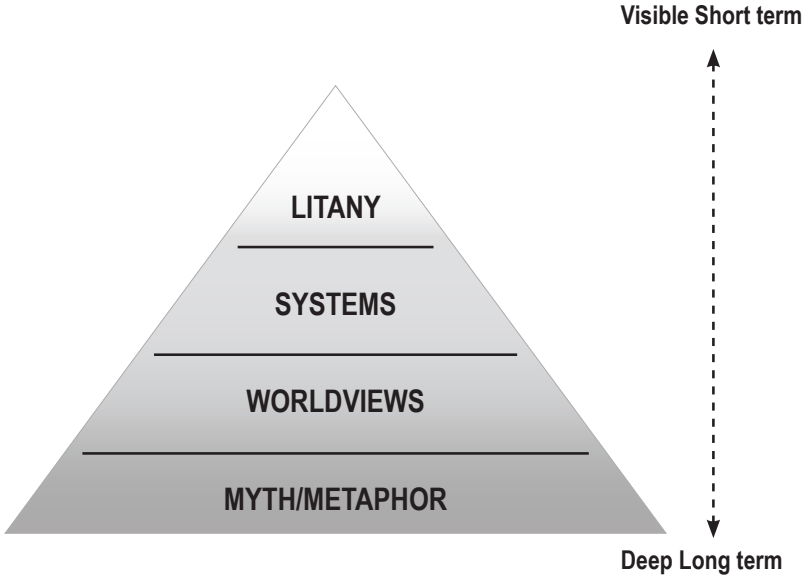 Visible Short term
LITANY
SYSTEMS
WORLDVIEWS
MYTH/METAPHOR
Deep Long term